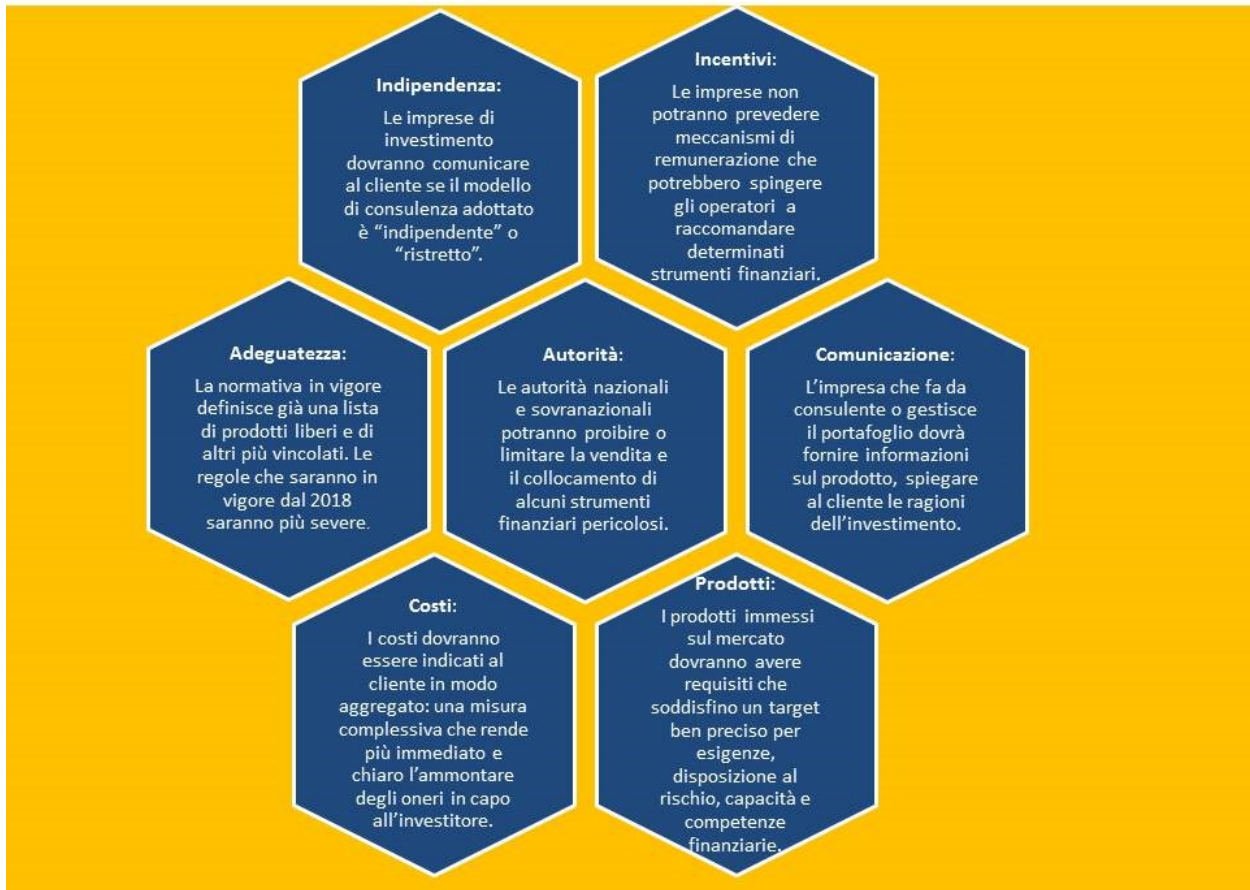 Indipendenza:
Le imprese di
investimento
dovranno comunicare
al cliente se il modello
di consulenza adottato
è “indipendente” o
“ristretto”.
Incentivi:
Le imprese non
potranno prevedere
meccanismi di
remunerazione che
potrebbero spingere
gli operatori a
raccomandare
determinati
strumenti finanziari.
Adeguatezza:
La normativa in vigore
definisce già una lista
di prodotti liberi e di
altri più vincolati. Le
regole che saranno in
vigore dal 2018
saranno più severe.
Autorità:
Le autorità nazionali
e sovranazionali
potranno proibire o
limitare la vendita e
il collocamento di
alcuni strumenti
finanziari pericolosi.
Comunicazione:
L’impresa che fa da
consulente o gestisce
il portafoglio dovrà
fornire informazioni
sul prodotto, spiegare
al cliente le ragioni
dell’investimento.
Costi:
I costi dovranno
essere indicati al
cliente in modo
aggregato: una misura
complessiva che rende
più immediato e
chiaro l’ammontare
degli oneri in capo
all’investitore.
Prodotti:
I prodotti immessi
sul mercato
dovranno avere
requisiti che
soddisfino un target
ben preciso per
esigenze,
disposizione al
rischio, capacità e
competenze
finanziarie.